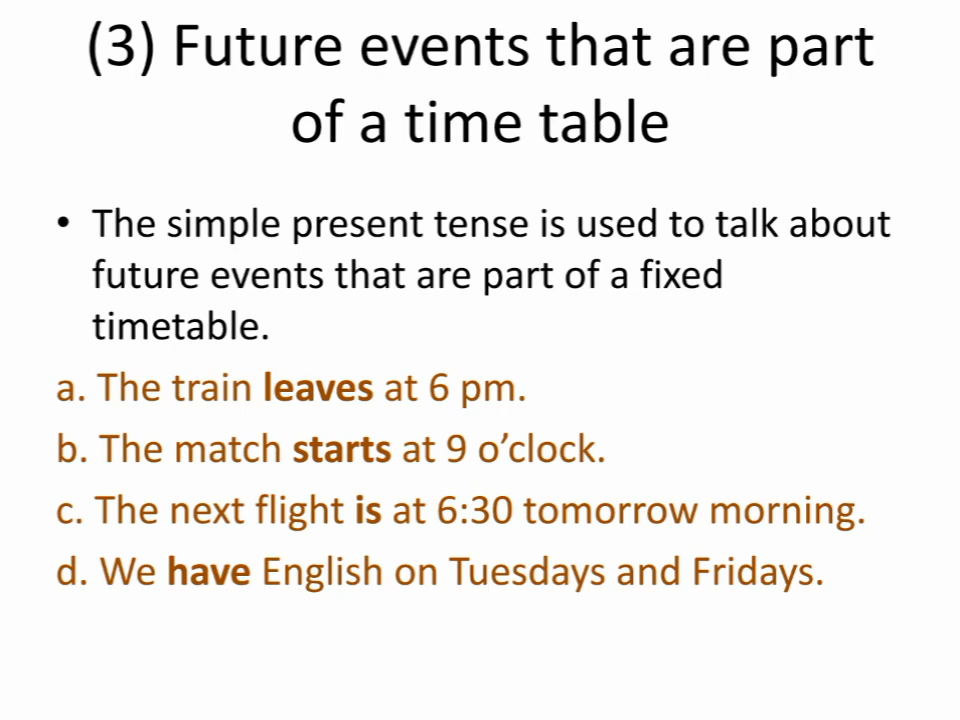 (3) Future events that are part
of a time table
• The simple present tense is used to talk about
future events that are part of a fixed
timetable.
a. The train leaves at 6 pm.
b. The match starts at 9 o’clock.
c. The next flight is at 6:30 tomorrow morning.
d. We have English on Tuesdays and Fridays.